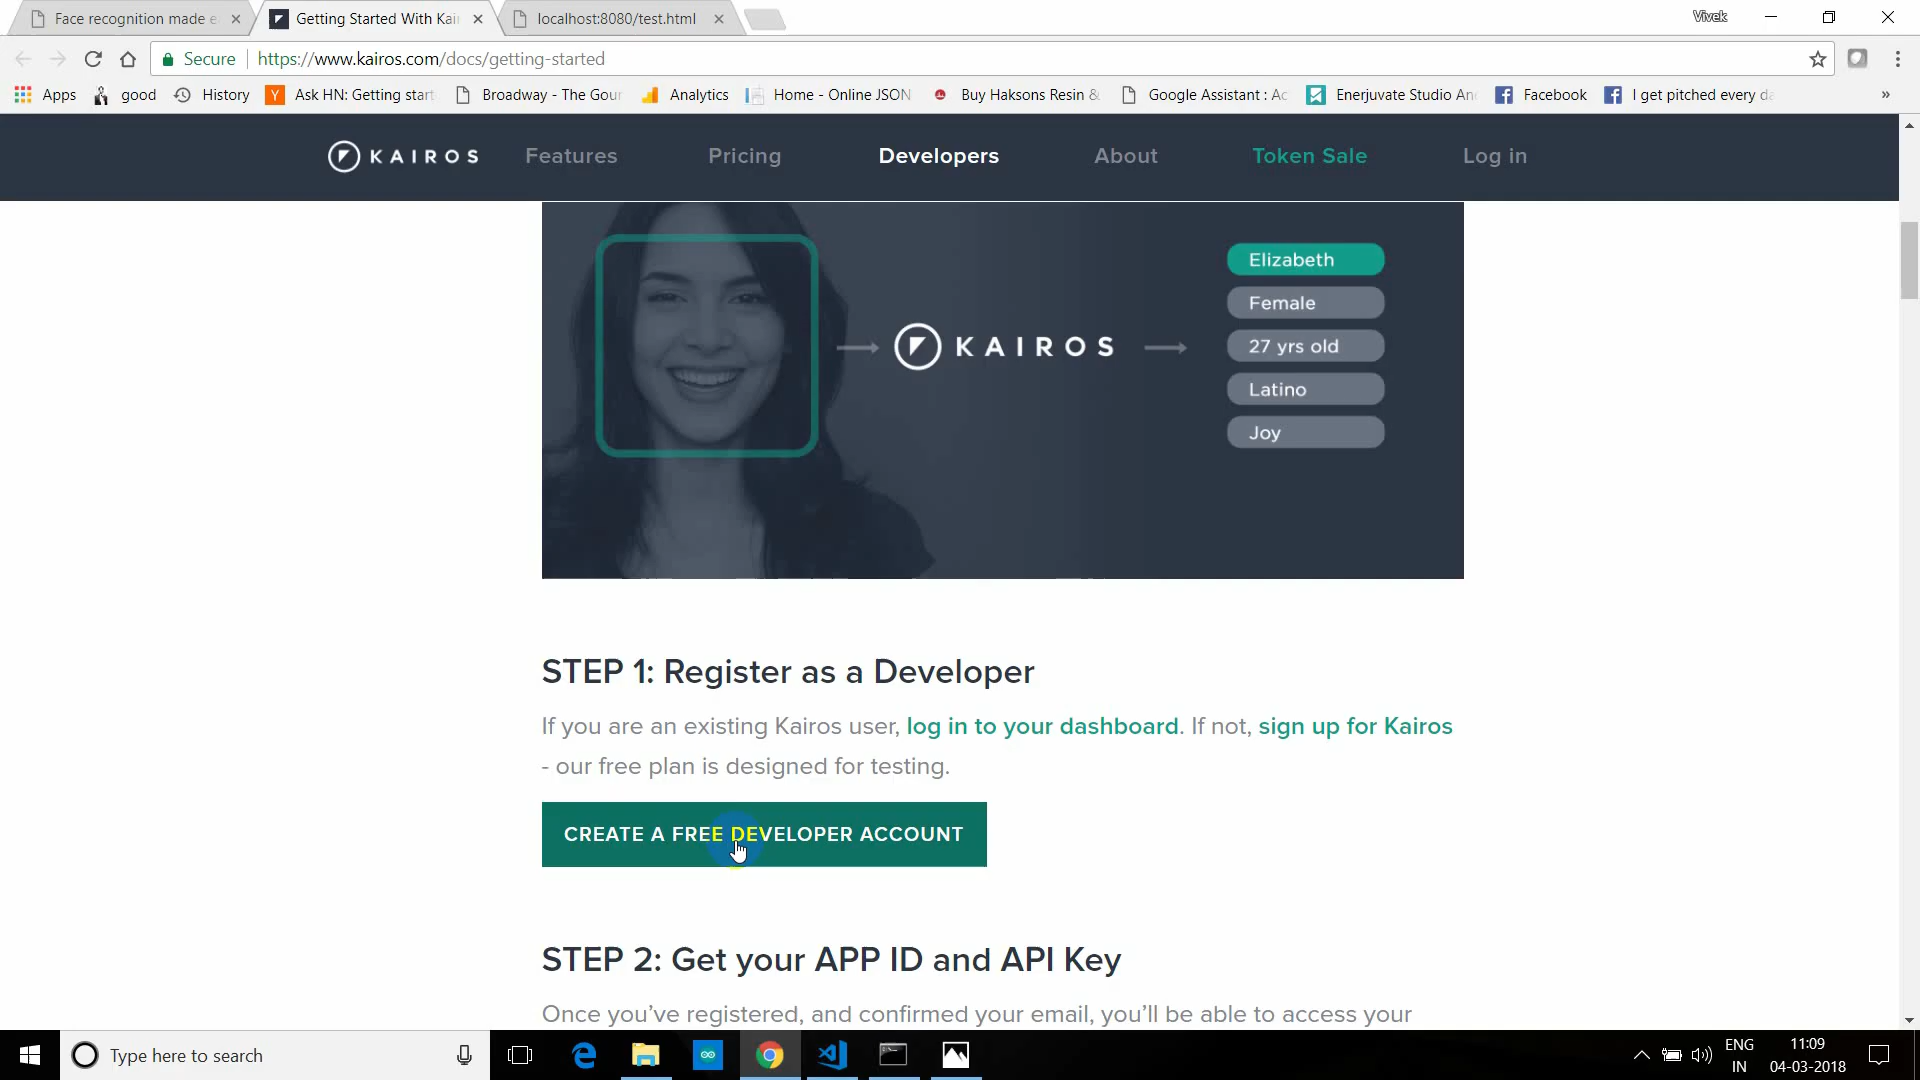 Face recognition made e
Getting Started With Kai
localhost:8080/test.html
Vivek
Secure
https://www.kairos.com/docs/getting-started
Apps
good
History
Ask HN: Getting start
Broadway - The Gour
Analytics
Home - Online JSON
Buy Haksons Resin &
Google Assistant : Ac
Enerjuvate Studio An
Facebook
I get pitched every da
»
KAIROS
Features
Pricing
Developers
About
Token Sale
Log in
KAIROS
Elizabeth
Female
27 yrs old
Latino
Joy
STEP 1: Register as a Developer
If you are an existing Kairos user, log in to your dashboard. If not, sign up for Kairos
- our free plan is designed for testing.
CREATE A FREE DEVELOPER ACCOUNT
STEP 2: Get your APP ID and API Key
Once you've registered, and confirmed your email, you'll be able to access your
Type here to search
ENG
IN
11:09
04-03-2018